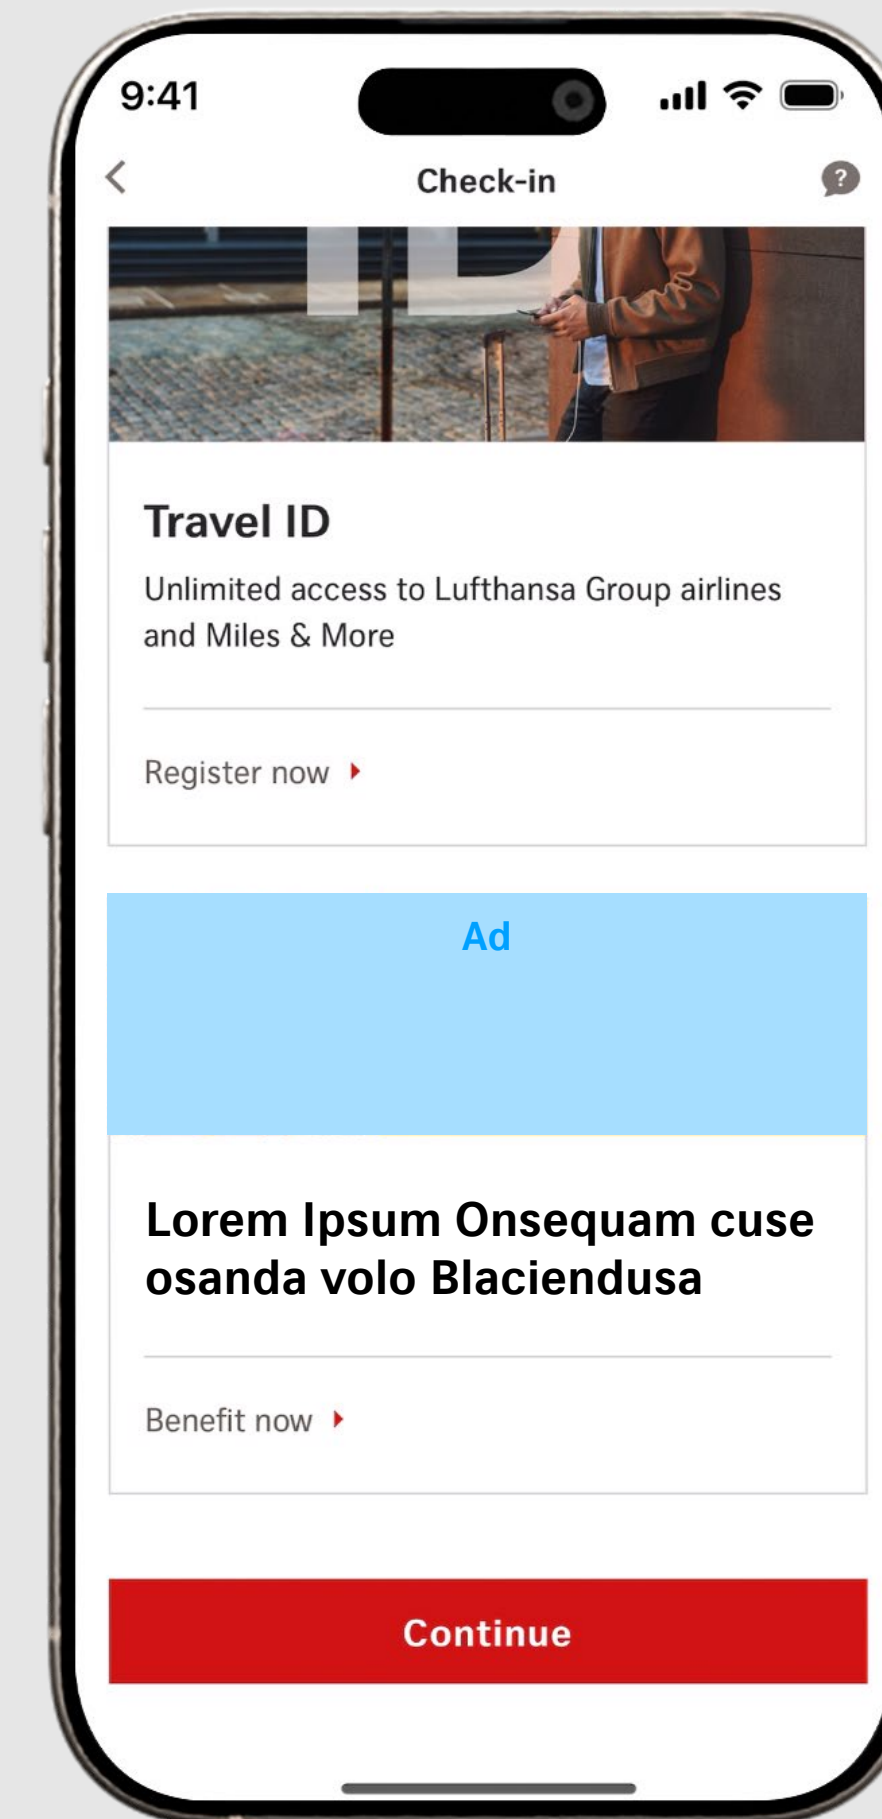 9:41
Check-in
?
ID
Travel ID
Unlimited access to Lufthansa Group airlines
and Miles & More
Register now
Ad
Lorem Ipsum Onsequam cuse
osanda volo Blaciendusa
Benefit now
Continue